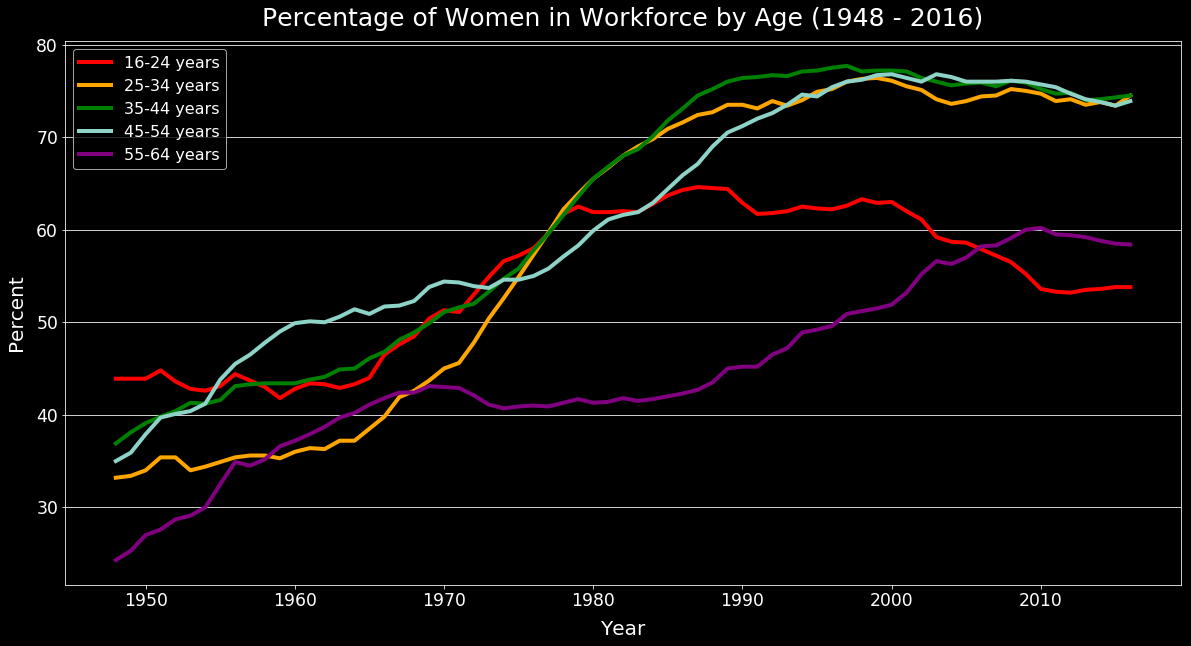 Percentage of Women in Workforce by Age (1948 - 2016)
16-24 years
25-34 years
35-44 years
45-54 years
55-64 years
80
70
60
50
40
30
Percent
1950 1960 1970 1980 1990 2000 2010
Year